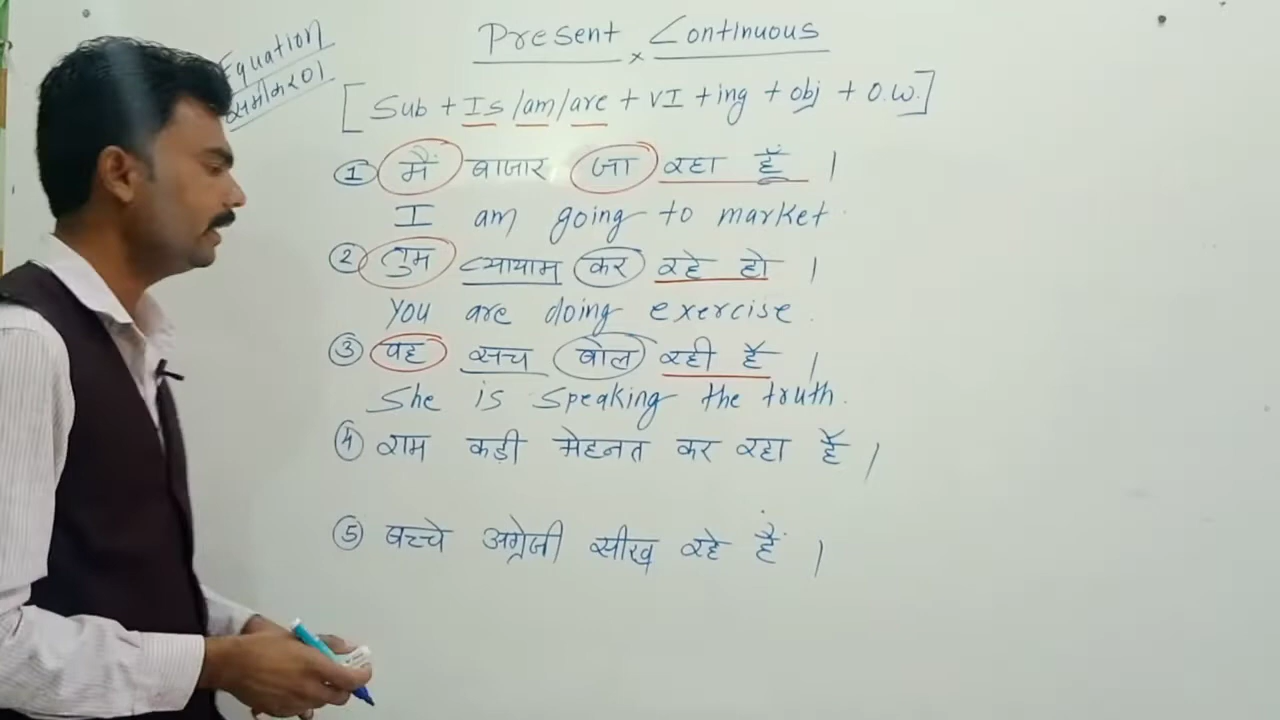 Equation
समीकरण
Present Continuous
[Sub + Is/am/are + VI + ing + obj + O.W.]
① मैं बाजार जा रहा हूँ ।
I am going to market.
② तुम व्यायाम कर रहे हो ।
You are doing exercise.
③ वह सच बोल रही है ।
She is speaking the truth.
④ राम कड़ी मेहनत कर रहा है ।
⑤ बच्चे अंग्रेजी सीख रहे हैं ।